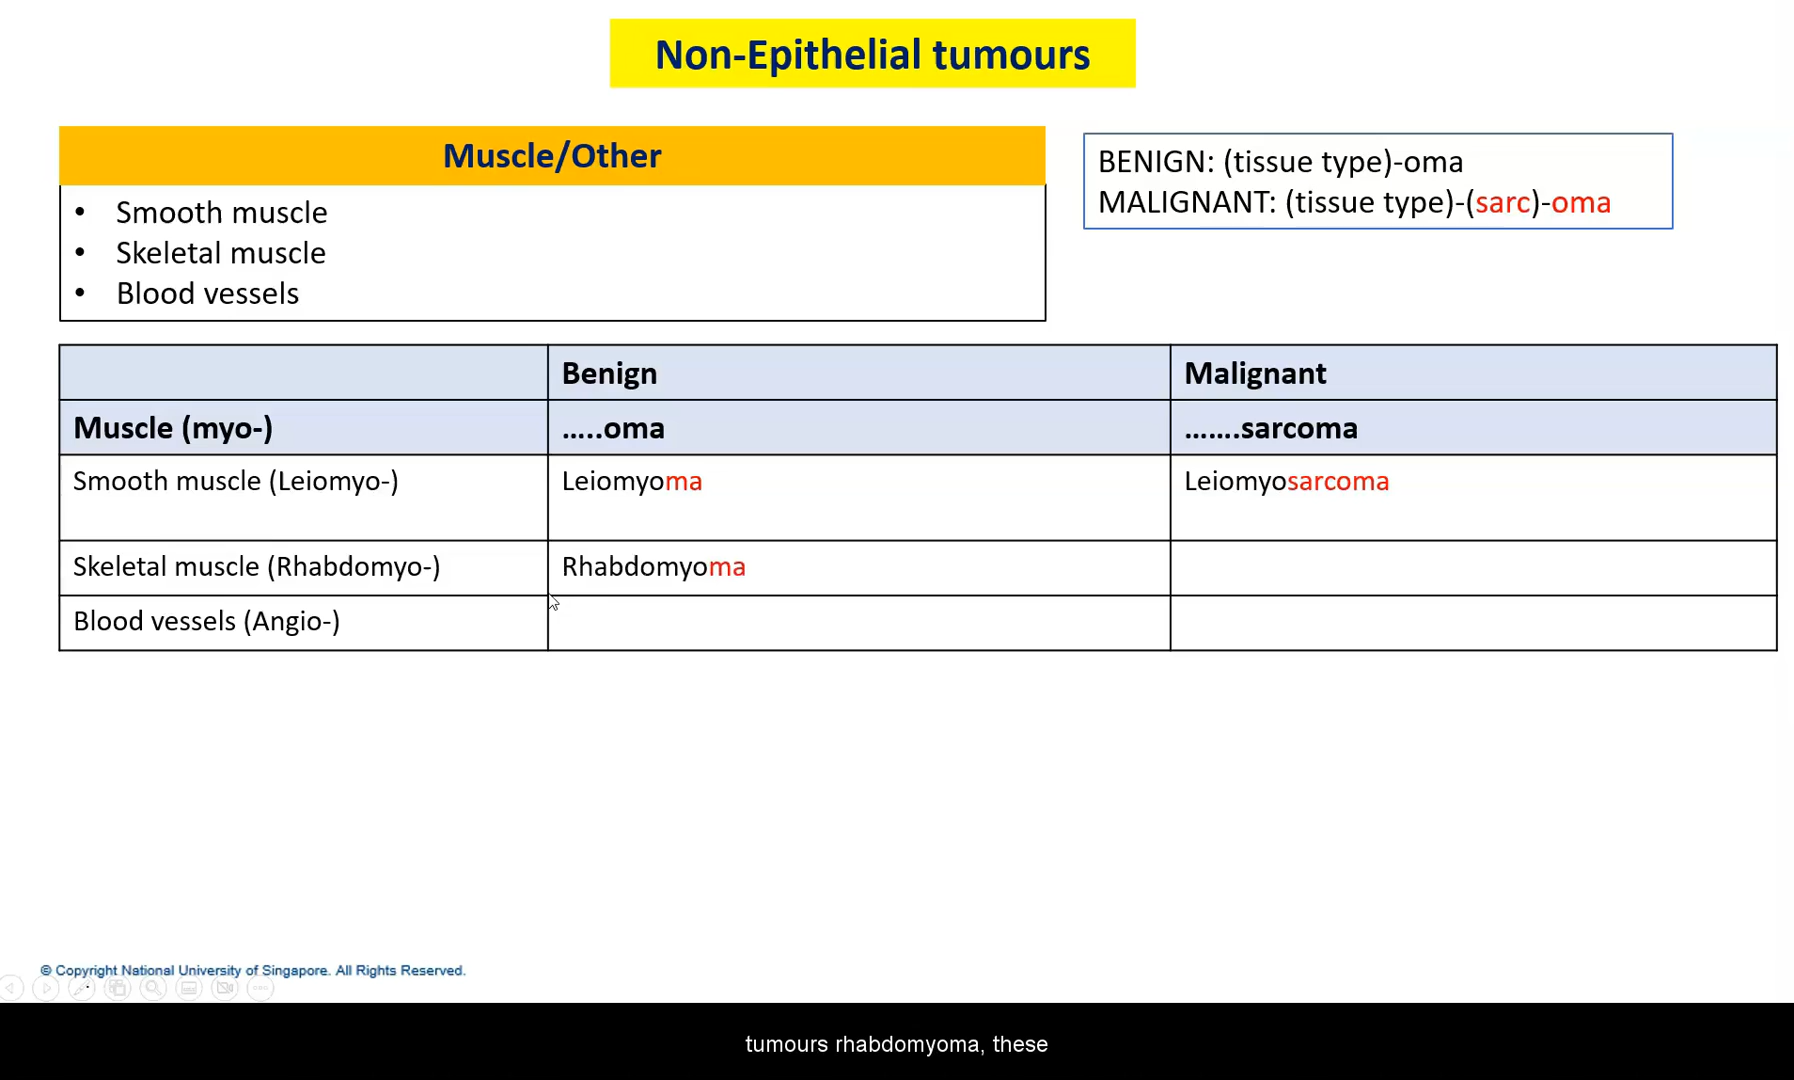 Non-Epithelial tumours
Muscle/Other
• Smooth muscle
• Skeletal muscle
• Blood vessels
BENIGN: (tissue type)-oma
MALIGNANT: (tissue type)-(sarc)-oma
Benign Malignant
Muscle (myo-) …..oma …….sarcoma
Smooth muscle (Leiomyo-) Leiomyoma Leiomyosarcoma
Skeletal muscle (Rhabdomyo-) Rhabdomyoma
Blood vessels (Angio-)
© Copyright National University of Singapore. All Rights Reserved.
tumours rhabdomyoma, these